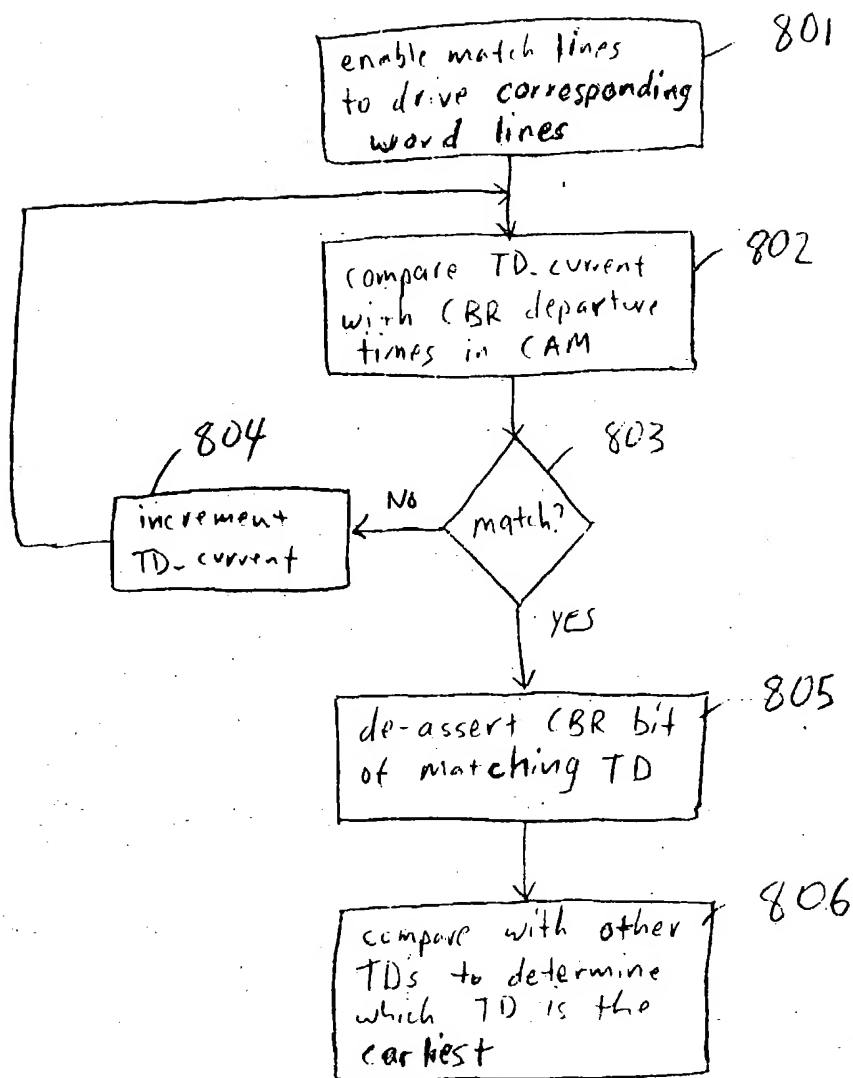 801
enable match lines
to drive corresponding
word lines
802
compare TD_current
with CBR departure
times in CAM
803
match?
No
804
increment
TD_current
YES
805
de-assert CBR bit
of matching TD
806
compare with other
TDs to determine
which TD is the
earliest